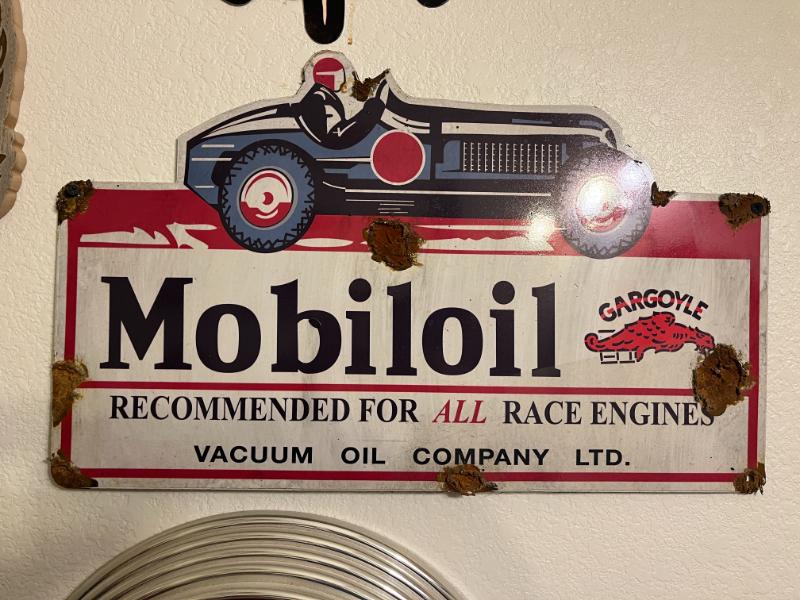 Mobiloil
GARGOYLE
RECOMMENDED FOR ALL RACE ENGINES
VACUUM OIL COMPANY LTD.